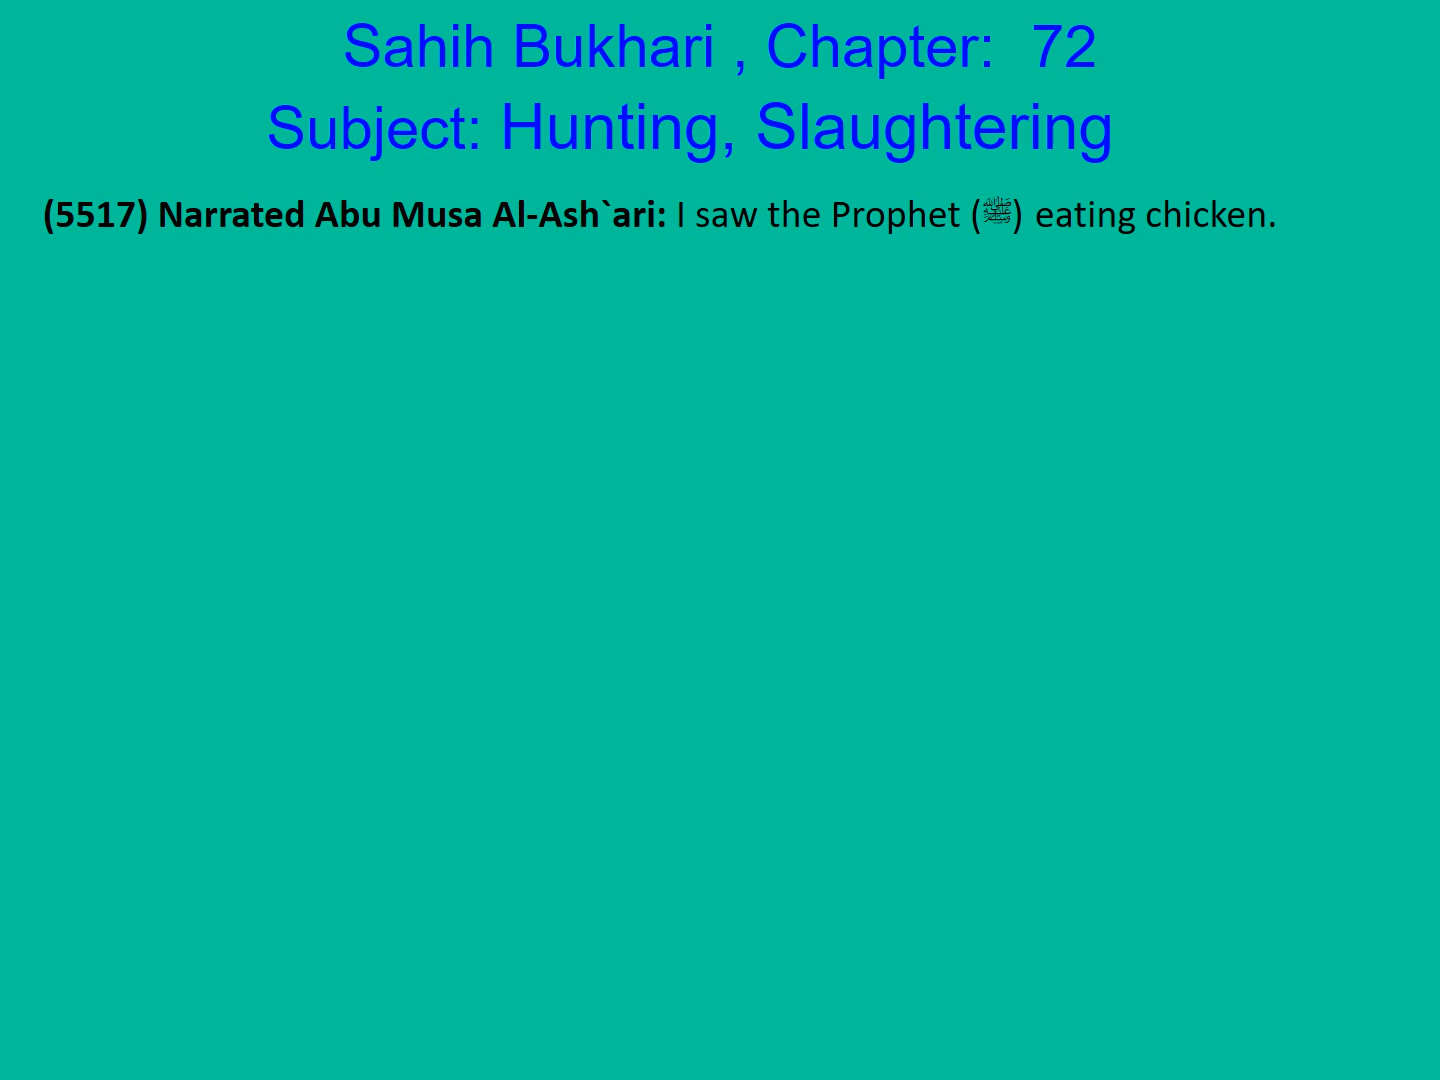 Sahih Bukhari , Chapter:  72
Subject: Hunting, Slaughtering
(5517) Narrated Abu Musa Al-Ash`ari: I saw the Prophet (ﷺ) eating chicken.